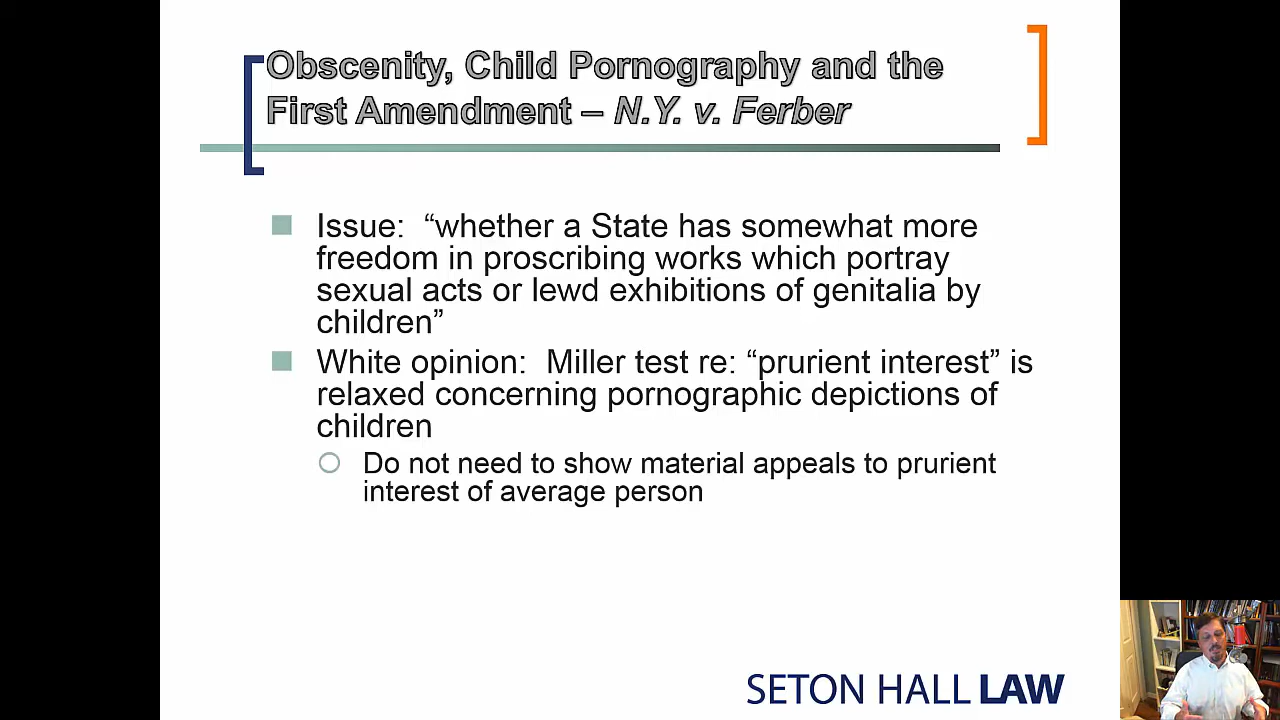 Obscenity, Child Pornography and the
First Amendment – N.Y. v. Ferber
Issue: “whether a State has somewhat more
freedom in proscribing works which portray
sexual acts or lewd exhibitions of genitalia by
children”
White opinion: Miller test re: “prurient interest” is
relaxed concerning pornographic depictions of
children
Do not need to show material appeals to prurient
interest of average person
SETON HALL LAW